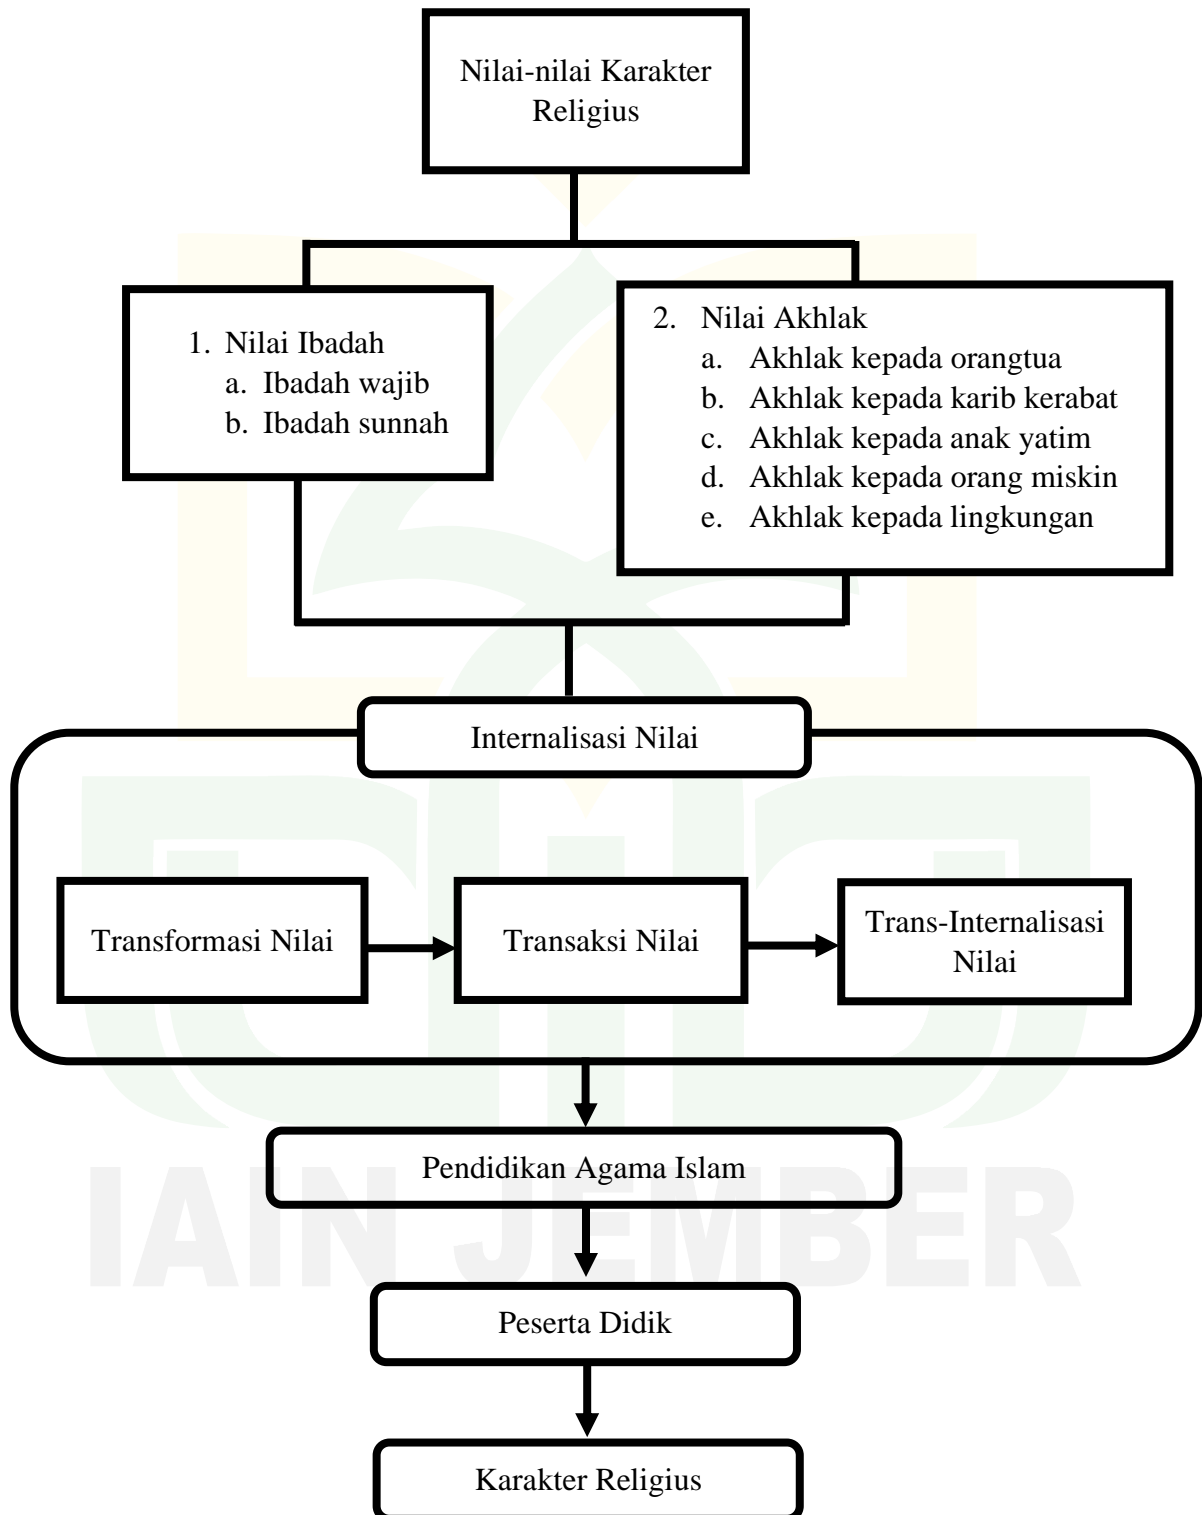 Nilai-nilai Karakter
Religius
1. Nilai Ibadah
a. Ibadah wajib
b. Ibadah sunnah
2. Nilai Akhlak
a. Akhlak kepada orangtua
b. Akhlak kepada karib kerabat
c. Akhlak kepada anak yatim
d. Akhlak kepada orang miskin
e. Akhlak kepada lingkungan
Internalisasi Nilai
Transformasi Nilai
Transaksi Nilai
Trans-Internalisasi
Nilai
Pendidikan Agama Islam
IAIN JEMBER
Peserta Didik
Karakter Religius